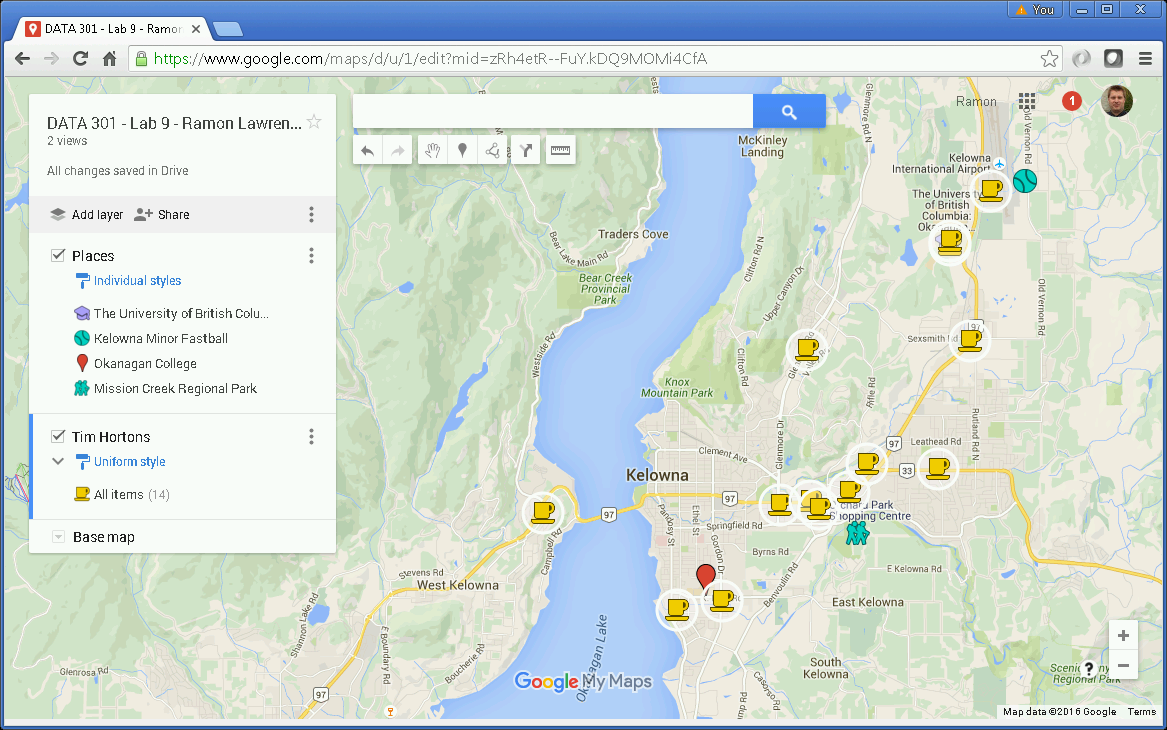 You
DATA 301 - Lab 9 - Ramon
https://www.google.com/maps/d/u/1/edit?mid=zRh4etR--FuY.kDQ9MOMi4CfA
DATA 301 - Lab 9 - Ramon Lawren...
2 views
All changes saved in Drive
Add layer
Share
Places
Individual styles
The University of British Colu...
Kelowna Minor Fastball
Okanagan College
Mission Creek Regional Park
Tim Hortons
Uniform style
All items (14)
Base map
Ramon
1
Glenmore Rd N
Old Vernon Rd
McKinley
Landing
Kelowna
International Airport
The University
of British
Columbia:
Traders Cove
Bear Lake Main Rd
Bear Creek
Provincial
Park
Clifton Rd N
Upper Canyon Dr
Old Vernon Rd
Westside Rd
97
Sexsmith Rd
Clifton Rd
Knox
Mountain Park
Rifle Rd
Rutland Rd N
Glenmore Dr
Clement Ave
97
Leathead Rd
33
Kelowna
97
Park
Shopping Centre
97
Pandosy St
Ethel St
Springfield Rd
Gordon Dr
Campbell Rd
Byrns Rd
Benvoulin Rd
E Kelowna Rd
Stevens Rd
West Kelowna
East Kelowna
Shannon Lake Rd
E Boundary Rd
Boucherie Rd
Okanagan Lake
Glenrosa Rd
97
South
Kelowna
Casorso Rd
Google My Maps
Regional Park
+
?
−
Map data ©2016 Google
Terms